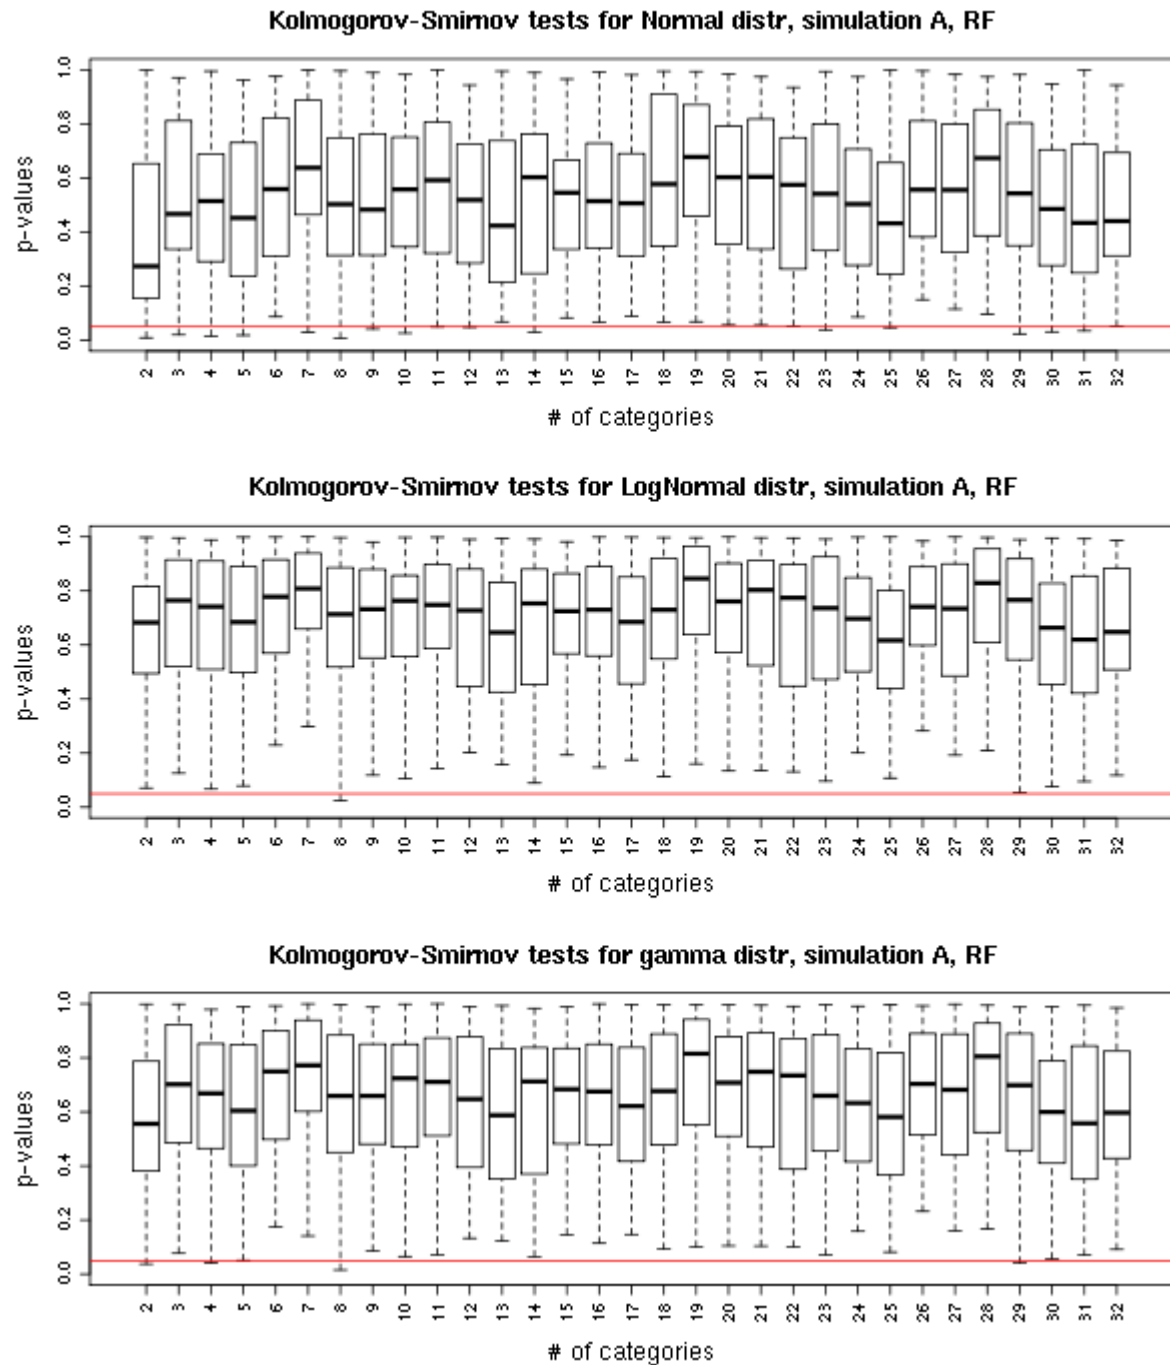 Kolmogorov-Smirnov tests for Normal distr, simulation A, RF
p-values
0.0 0.2 0.4 0.6 0.8 1.0
2 3 4 5 6 7 8 9 10 11 12 13 14 15 16 17 18 19 20 21 22 23 24 25 26 27 28 29 30 31 32
# of categories
Kolmogorov-Smirnov tests for LogNormal distr, simulation A, RF
p-values
0.0 0.2 0.4 0.6 0.8 1.0
2 3 4 5 6 7 8 9 10 11 12 13 14 15 16 17 18 19 20 21 22 23 24 25 26 27 28 29 30 31 32
# of categories
Kolmogorov-Smirnov tests for gamma distr, simulation A, RF
p-values
0.0 0.2 0.4 0.6 0.8 1.0
2 3 4 5 6 7 8 9 10 11 12 13 14 15 16 17 18 19 20 21 22 23 24 25 26 27 28 29 30 31 32
# of categories